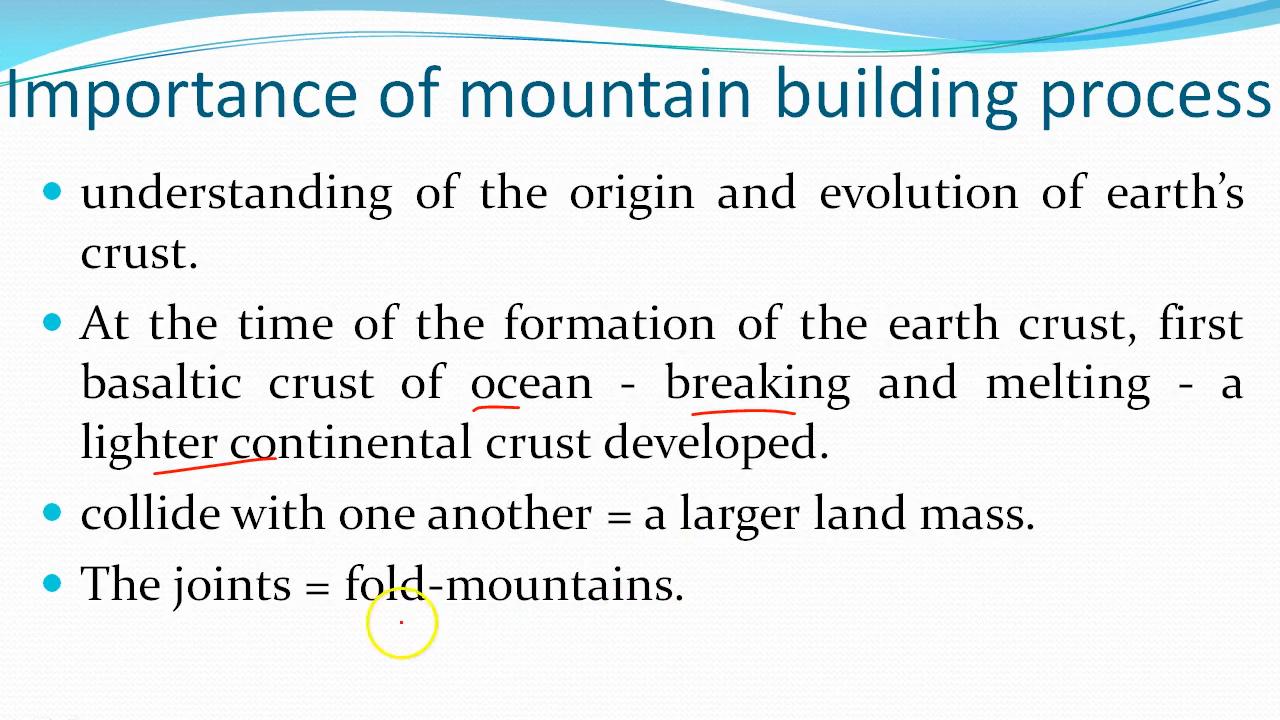 Importance of mountain building process
• understanding of the origin and evolution of earth’s
crust.
• At the time of the formation of the earth crust, first
basaltic crust of ocean - breaking and melting - a
lighter continental crust developed.
• collide with one another = a larger land mass.
• The joints = fold-mountains.